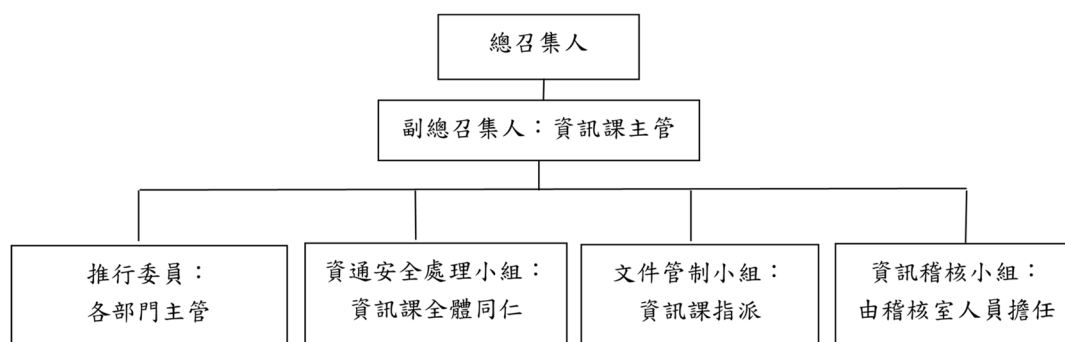 總召集人
副總召集人：資訊課主管
推行委員：
各部門主管
資通安全處理小組：
資訊課全體同仁
文件管制小組：
資訊課指派
資訊稽核小組：
由稽核室人員擔任